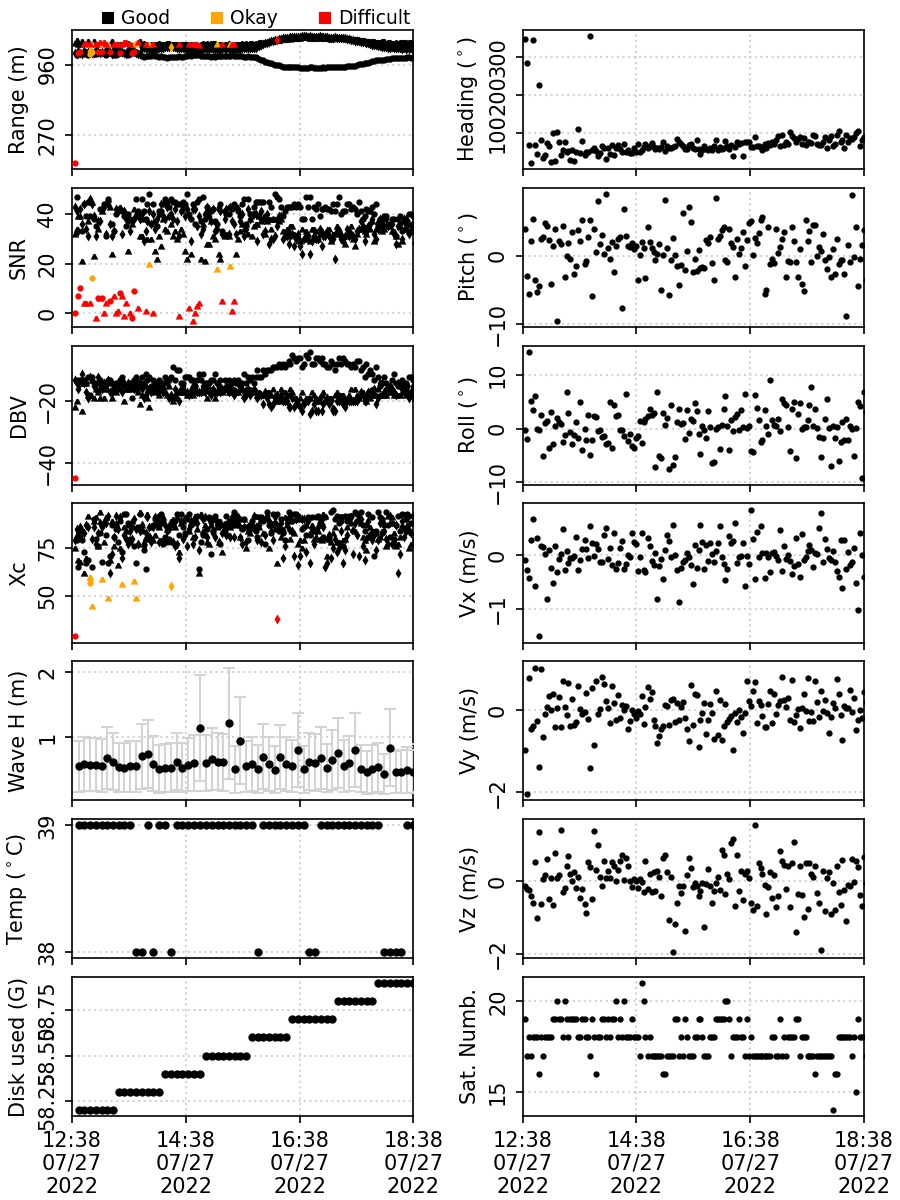 Good Okay Difficult
Range (m)
960
270
Heading (°)
300
200
100
SNR
40
20
0
Pitch (°)
0
−10
DBV
−20
−40
Roll (°)
10
0
−10
Xc
75
50
Vx (m/s)
0
−1
Wave H (m)
2
1
Vy (m/s)
0
−2
Temp (°C)
39
38
Vz (m/s)
0
−2
Disk used (G)
58.75
58.5
58.25
Sat. Numb.
20
15
12:38 14:38 16:38 18:38 12:38 14:38 16:38 18:38
07/27 07/27 07/27 07/27 07/27 07/27 07/27 07/27
2022 2022 2022 2022 2022 2022 2022 2022